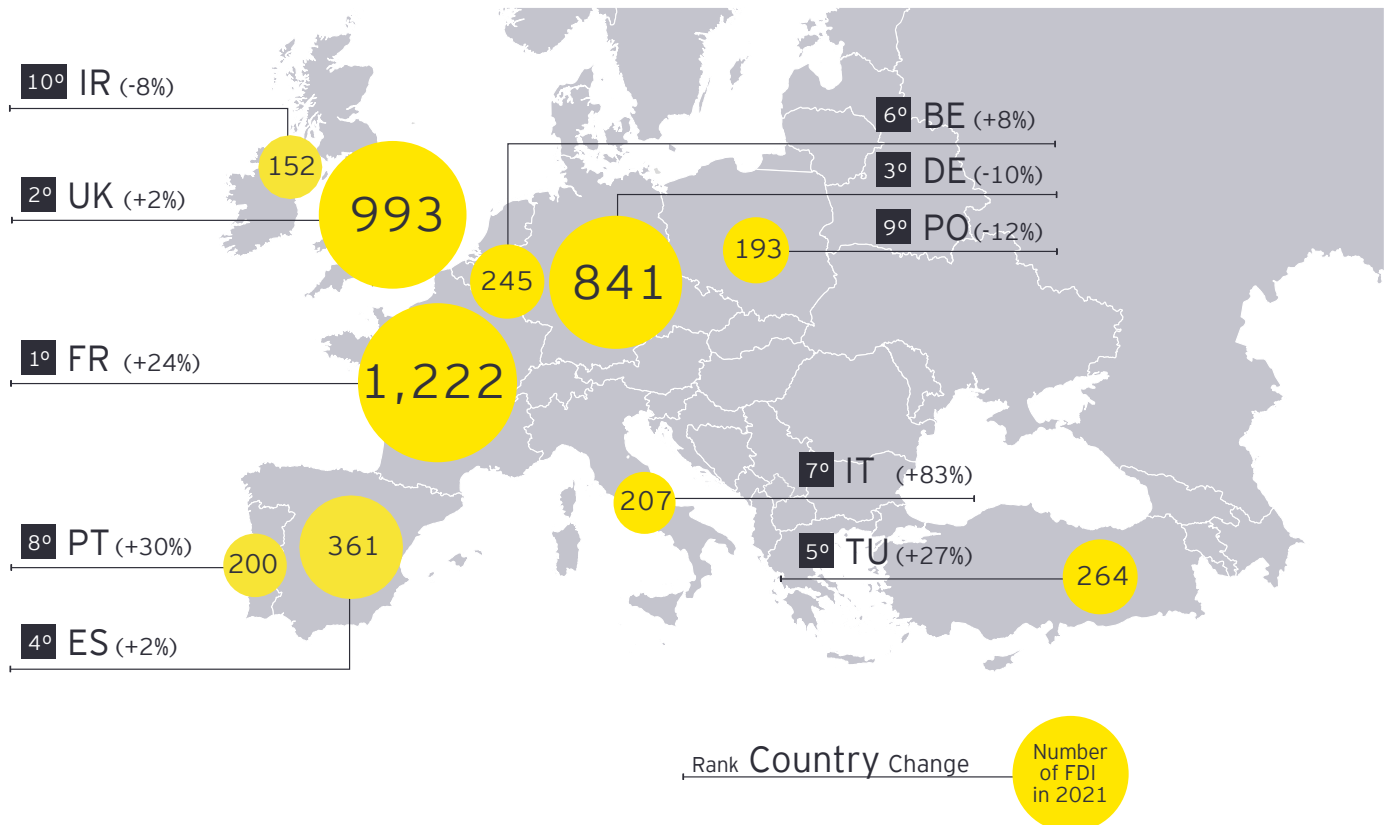 10º IR (-8%)
152
2º UK (+2%)
993
6º BE (+8%)
245
3º DE (-10%)
841
9º PO (-12%)
193
1º FR (+24%)
1,222
7º IT (+83%)
207
8º PT (+30%)
200
361
5º TU (+27%)
264
4º ES (+2%)
Rank Country Change
Number
of FDI
in 2021